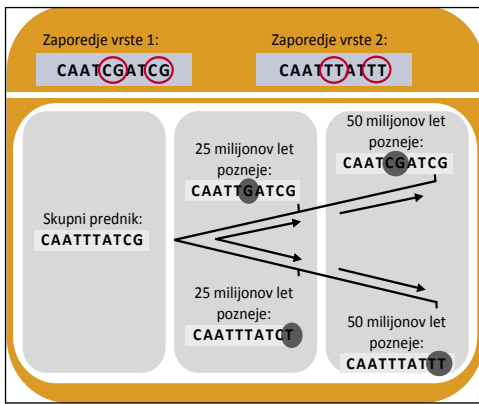 Zaporedje vrste 1:
CAATCGATCG
Zaporedje vrste 2:
CAATTTATTT
Skupni prednik:
CAATTTATCG
25 milijonov let
pozneje:
CAATTGATCG
50 milijonov let
pozneje:
CAATCGATCG
25 milijonov let
pozneje:
CAATTTATCT
50 milijonov let
pozneje:
CAATTTATTT